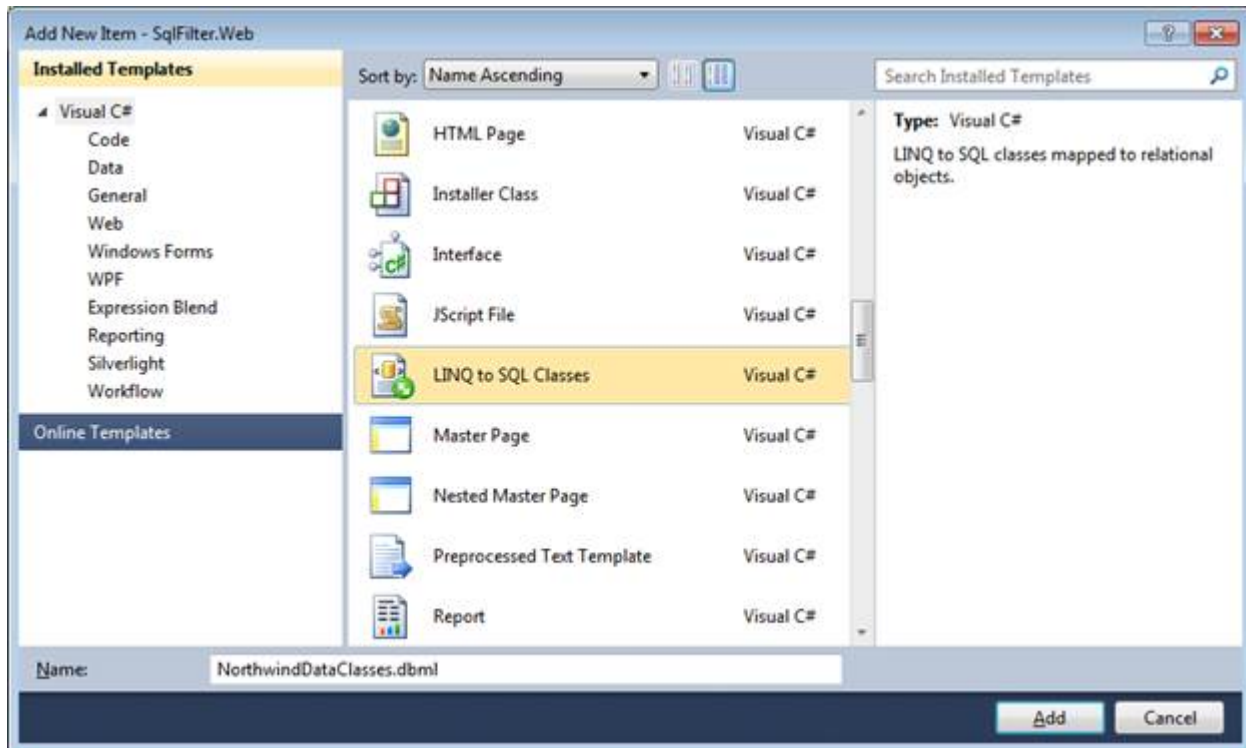 Add New Item - SqlFilter.Web
Installed Templates
Visual C#
Code
Data
General
Web
Windows Forms
WPF
Expression Blend
Reporting
Silverlight
Workflow
Online Templates
Sort by: Name Ascending
HTML Page Visual C#
Installer Class Visual C#
Interface Visual C#
JScript File Visual C#
LINQ to SQL Classes Visual C#
Master Page Visual C#
Nested Master Page Visual C#
Preprocessed Text Template Visual C#
Report Visual C#
Search Installed Templates
Type: Visual C#
LINQ to SQL classes mapped to relational
objects.
Name: NorthwindDataClasses.dbml
Add Cancel